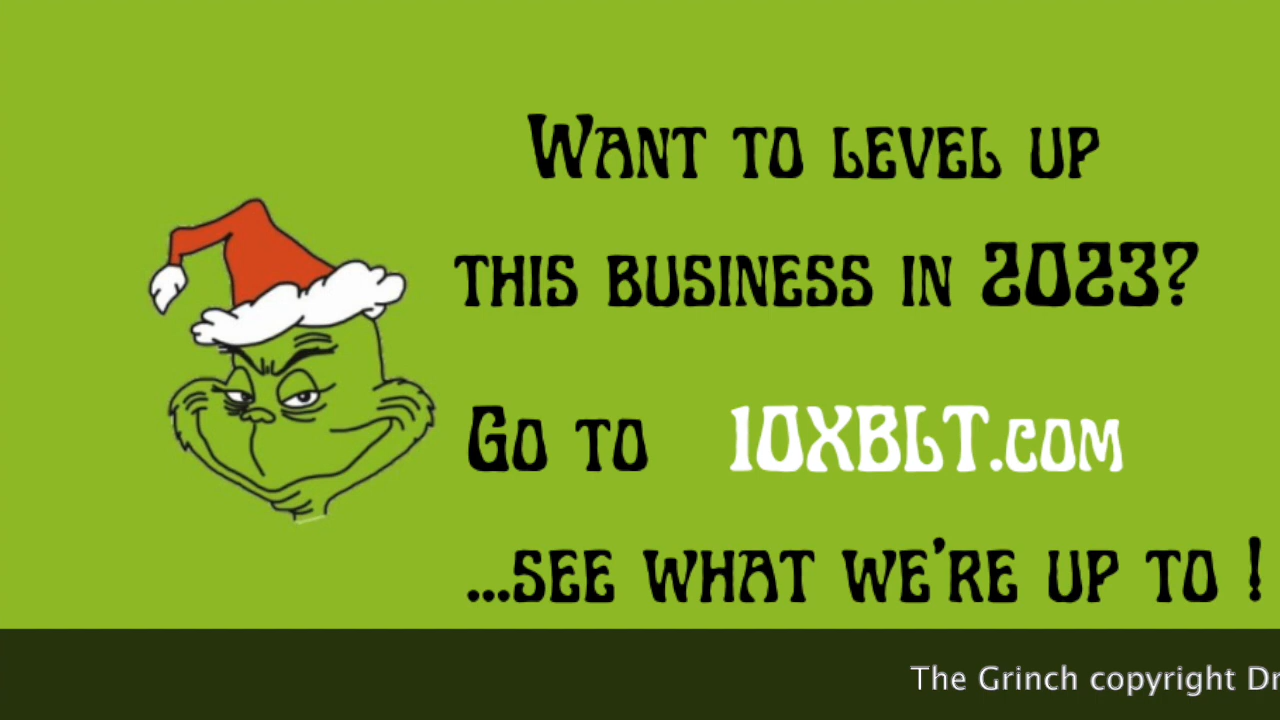 Want to level up
this business in 2023?
Go to 10XBLT.com
...see what we're up to !
The Grinch copyright